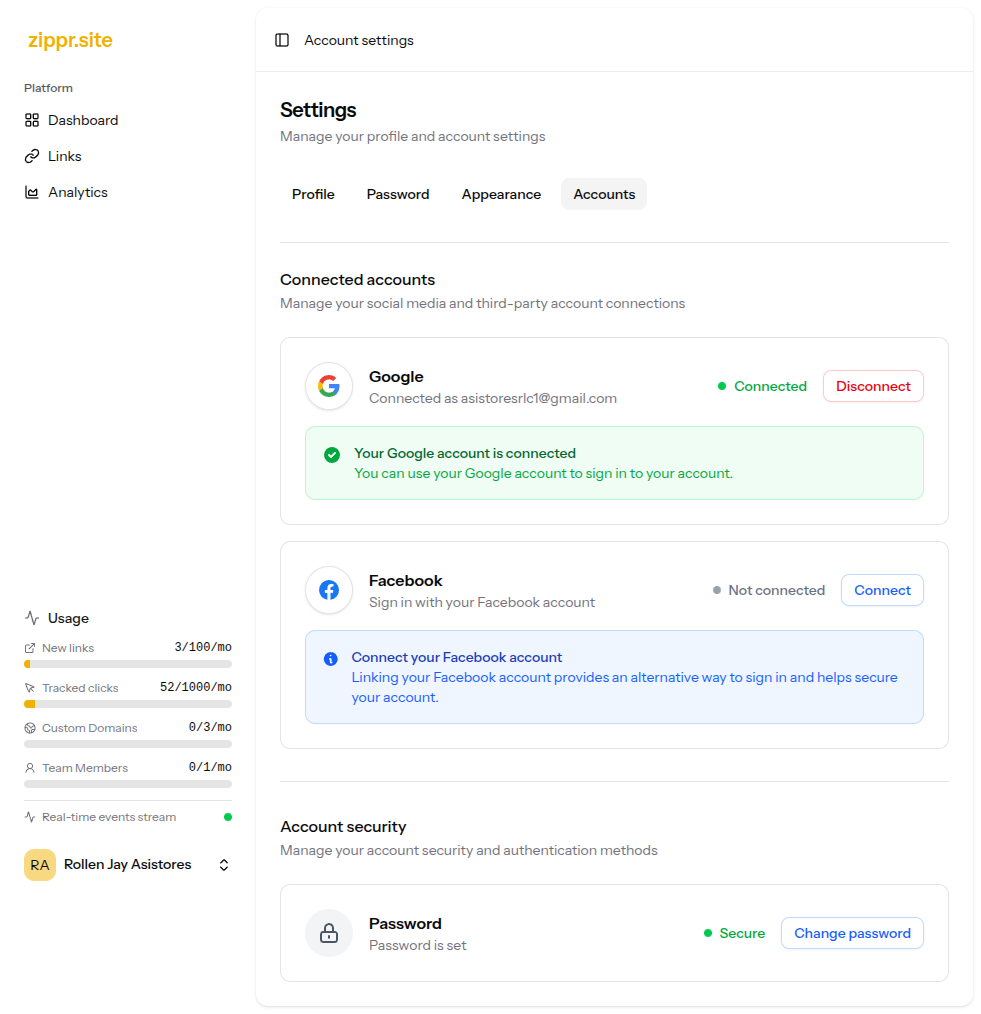 zippr.site
Platform
Dashboard
Links
Analytics
Usage
New links 3/100/mo
Tracked clicks 52/1000/mo
Custom Domains 0/3/mo
Team Members 0/1/mo
Real-time events stream
RA Rollen Jay Asistores
Account settings
Settings
Manage your profile and account settings
Profile Password Appearance Accounts
Connected accounts
Manage your social media and third-party account connections
Google
Connected as asistoresrlc1@gmail.com
Connected Disconnect
Your Google account is connected
You can use your Google account to sign in to your account.
Facebook
Sign in with your Facebook account
Not connected Connect
Connect your Facebook account
Linking your Facebook account provides an alternative way to sign in and helps secure
your account.
Account security
Manage your account security and authentication methods
Password
Password is set
Secure Change password